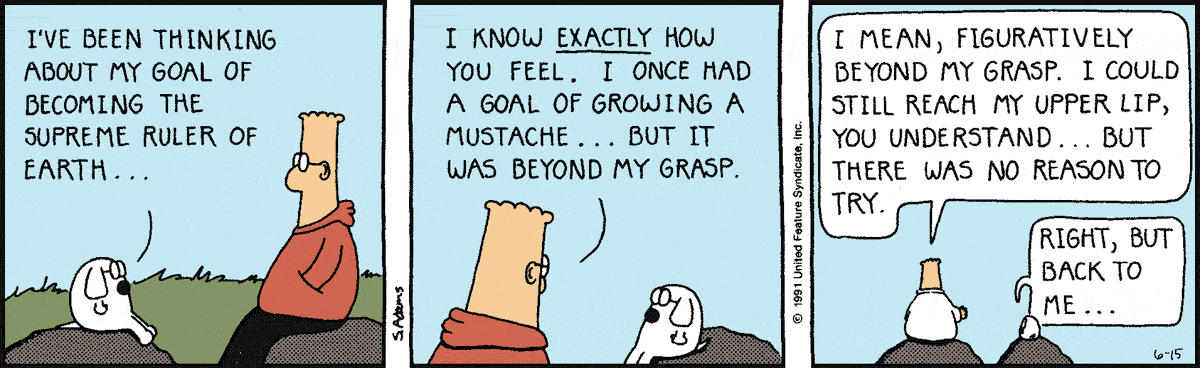 I'VE BEEN THINKING
ABOUT MY GOAL OF
BECOMING THE
SUPREME RULER OF
EARTH...
I KNOW EXACTLY HOW
YOU FEEL. I ONCE HAD
A GOAL OF GROWING A
MUSTACHE... BUT IT
WAS BEYOND MY GRASP.
S.Adams
© 1991 United Feature Syndicate, Inc.
I MEAN, FIGURATIVELY
BEYOND MY GRASP. I COULD
STILL REACH MY UPPER LIP,
YOU UNDERSTAND... BUT
THERE WAS NO REASON TO
TRY.
RIGHT, BUT
BACK TO
ME...
6-15